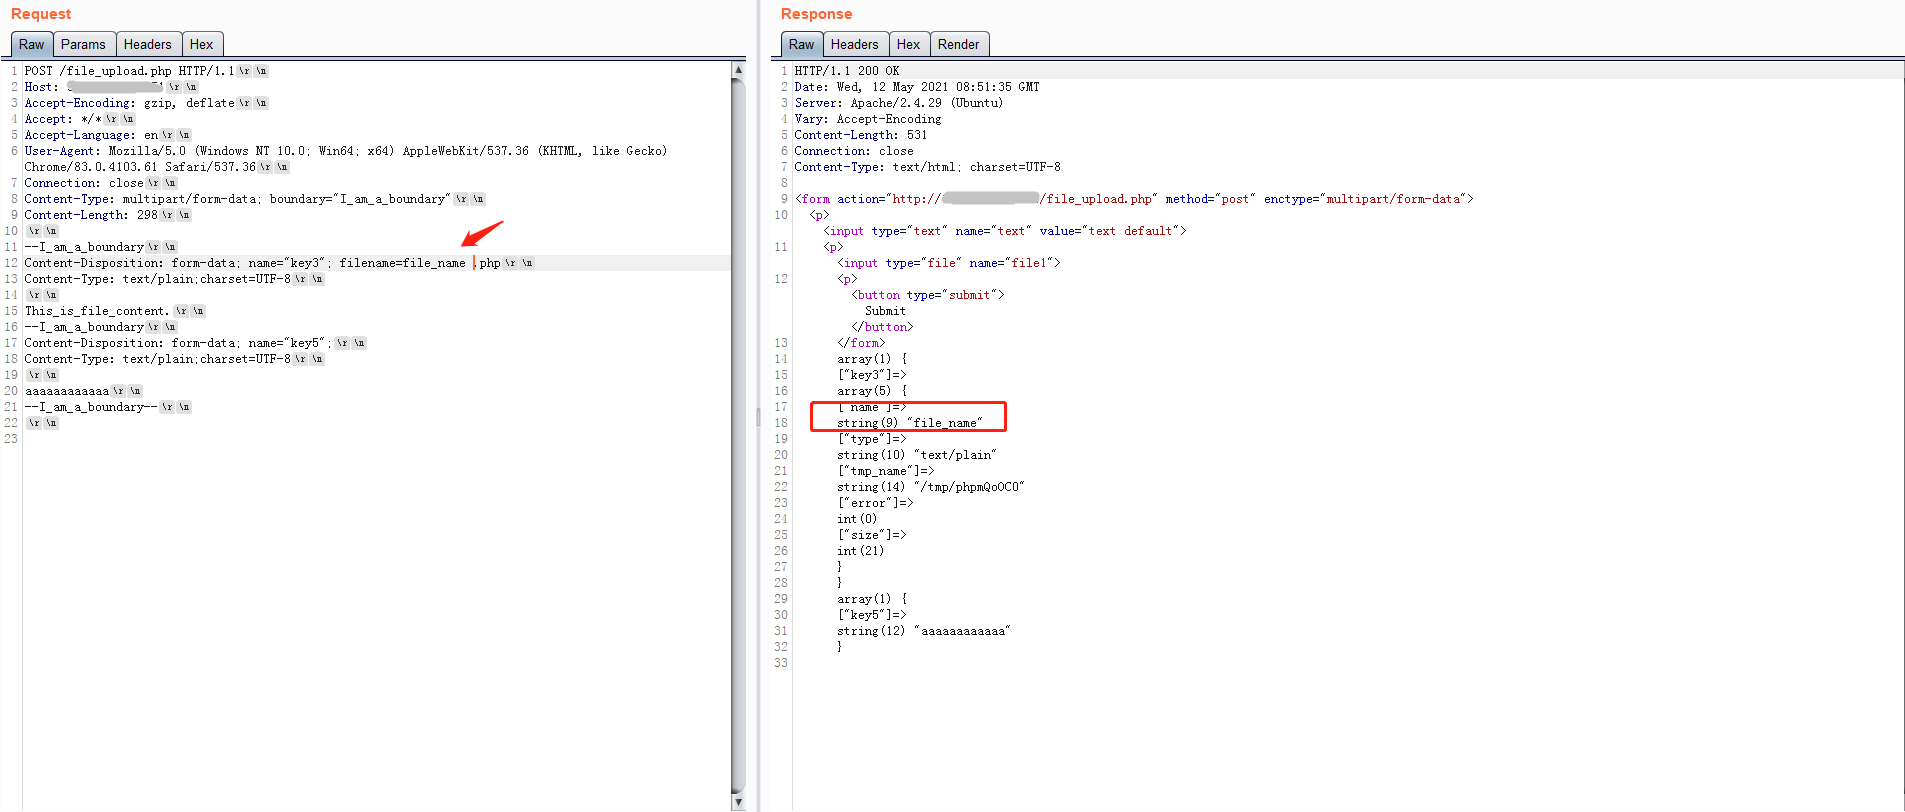 Request
Raw Params Headers Hex
1 POST /file_upload.php HTTP/1.1 \r \n
2 Host: \r \n
3 Accept-Encoding: gzip, deflate \r \n
4 Accept: */* \r \n
5 Accept-Language: en \r \n
6 User-Agent: Mozilla/5.0 (Windows NT 10.0; Win64; x64) AppleWebKit/537.36 (KHTML, like Gecko)
Chrome/83.0.4103.61 Safari/537.36 \r \n
7 Connection: close \r \n
8 Content-Type: multipart/form-data; boundary="I_am_a_boundary" \r \n
9 Content-Length: 298 \r \n
10 \r \n
11 --I_am_a_boundary \r \n
12 Content-Disposition: form-data; name="key3"; filename=file_name .php \r \n
13 Content-Type: text/plain;charset=UTF-8 \r \n
14 \r \n
15 This_is_file_content. \r \n
16 --I_am_a_boundary \r \n
17 Content-Disposition: form-data; name="key5"; \r \n
18 Content-Type: text/plain;charset=UTF-8 \r \n
19 \r \n
20 aaaaaaaaaaaa \r \n
21 --I_am_a_boundary-- \r \n
22 \r \n
23
Response
Raw Headers Hex Render
1 HTTP/1.1 200 OK
2 Date: Wed, 12 May 2021 08:51:35 GMT
3 Server: Apache/2.4.29 (Ubuntu)
4 Vary: Accept-Encoding
5 Content-Length: 531
6 Connection: close
7 Content-Type: text/html; charset=UTF-8
8
9 <form action="http:// /file_upload.php" method="post" enctype="multipart/form-data">
10 <p>
<input type="text" name="text" value="text default">
11 <p>
<input type="file" name="file1">
12 <p>
<button type="submit">
Submit
</button>
13 </form>
14 array(1) {
15 ["key3"]=>
16 array(5) {
17 ["name"]=>
18 string(9) "file_name"
19 ["type"]=>
20 string(10) "text/plain"
21 ["tmp_name"]=>
22 string(14) "/tmp/phpmQoOC0"
23 ["error"]=>
24 int(0)
25 ["size"]=>
26 int(21)
27 }
28 }
29 array(1) {
30 ["key5"]=>
31 string(12) "aaaaaaaaaaaa"
32 }
33